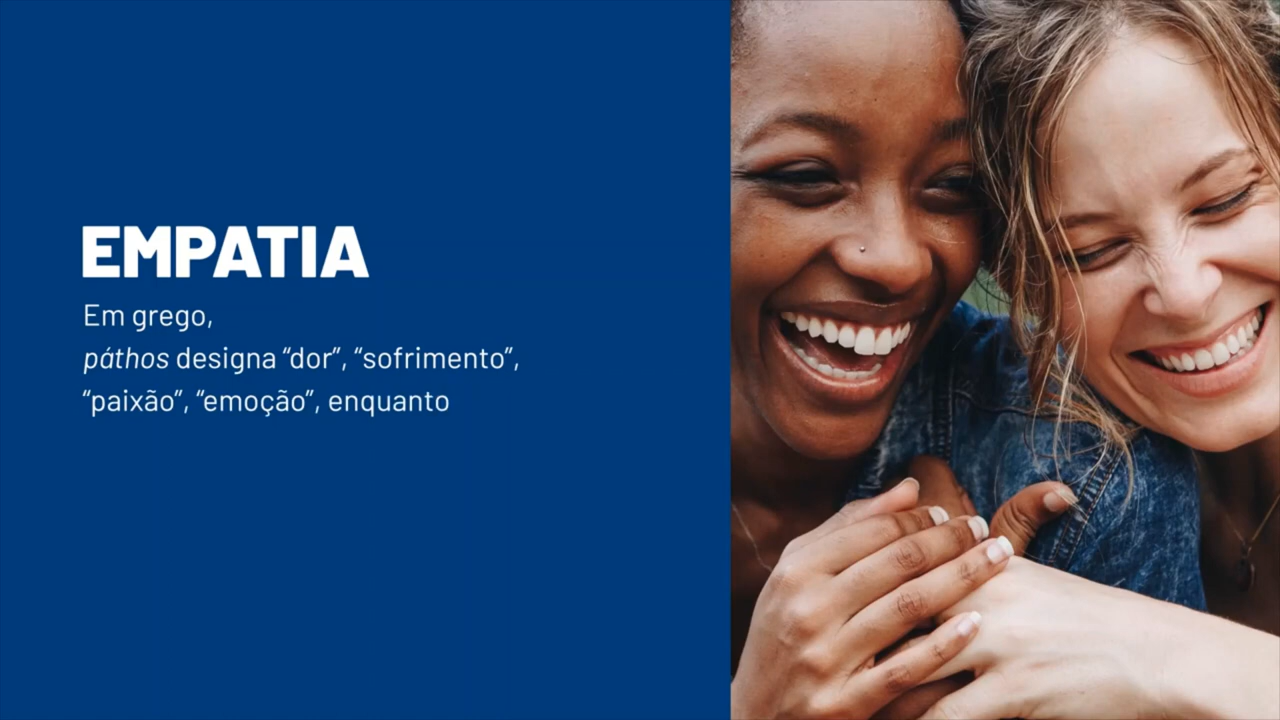 EMPATIA
Em grego,
páthos designa “dor”, “sofrimento”,
“paixão”, “emoção”, enquanto